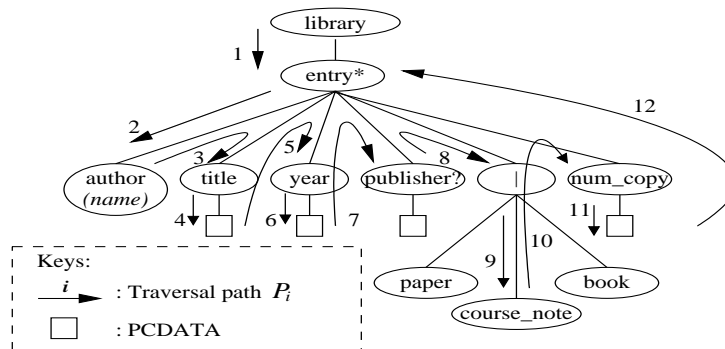 library
1
entry*
12
2
3
5
8
author
(name)
title
year
publisher?
|
num_copy
4
6
7
10
11
9
Keys:
i : Traversal path Pi
: PCDATA
paper
book
course_note